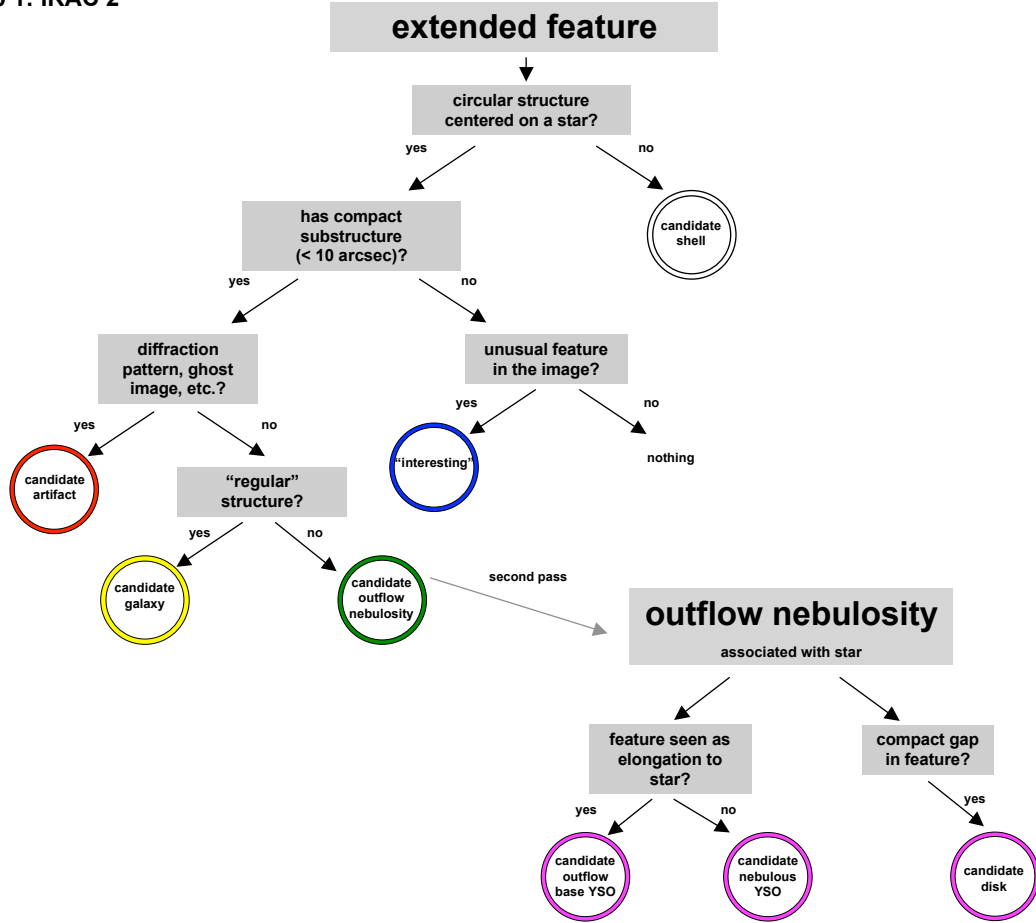 1: IRAC 2
extended feature
circular structure
centered on a star?
yes
no
has compact
substructure
(< 10 arcsec)?
candidate
shell
yes
no
diffraction
pattern, ghost
image, etc.?
unusual feature
in the image?
yes
no
yes
no
candidate
artifact
“regular”
structure?
“interesting”
nothing
yes
no
candidate
galaxy
candidate
outflow
nebulosity
second pass
outflow nebulosity
associated with star
feature seen as
elongation to
star?
compact gap
in feature?
yes
no
yes
candidate
outflow
base YSO
candidate
nebulous
YSO
candidate
disk